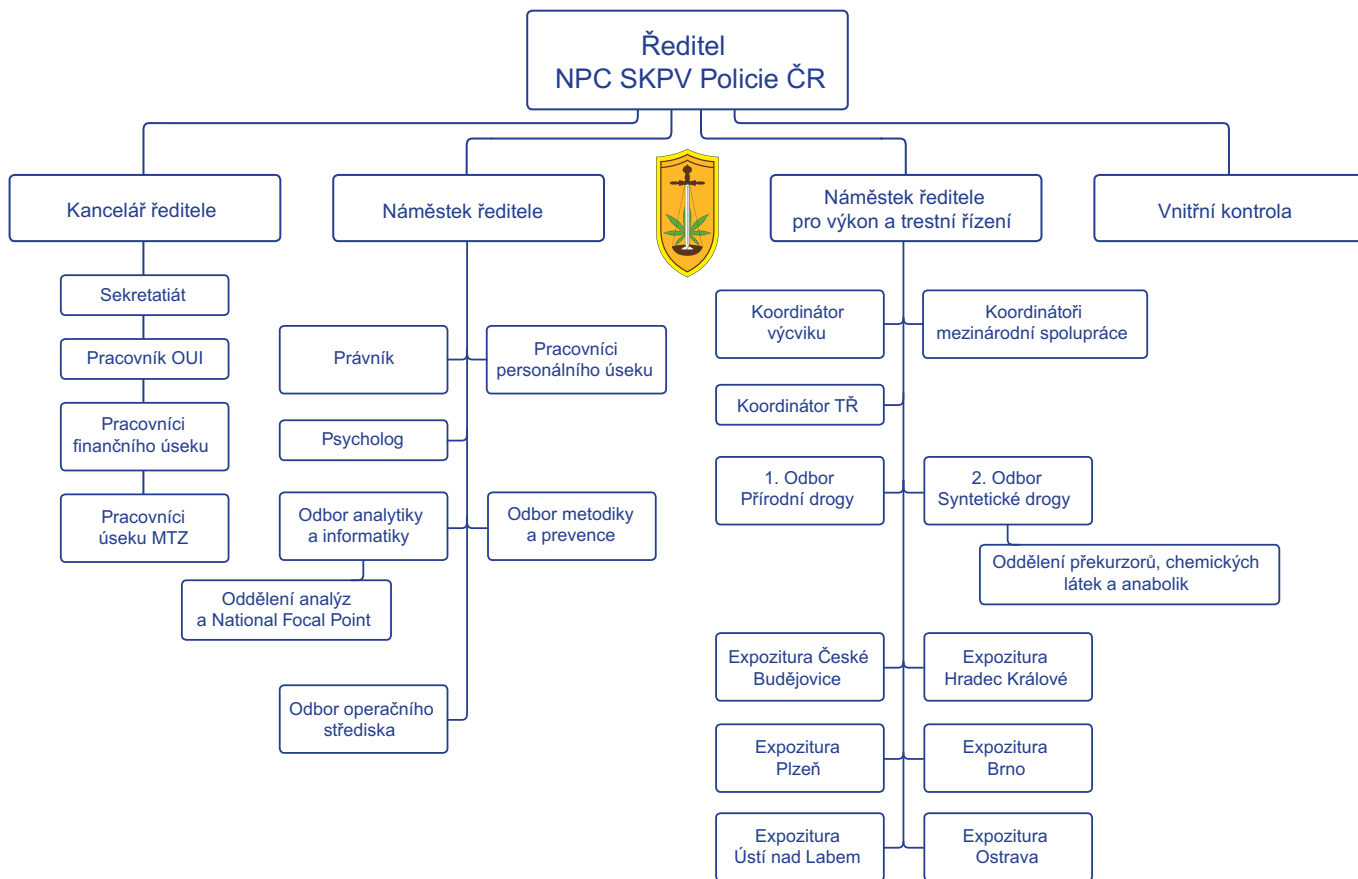 Ředitel
NPC SKPV Policie ČR
Kancelář ředitele
Náměstek ředitele
Náměstek ředitele
pro výkon a trestní řízení
Vnitřní kontrola
Sekretatiát
Pracovník OUI
Pracovníci
finančního úseku
Pracovníci
úseku MTZ
Právník
Pracovníci
personálního úseku
Psycholog
Odbor analytiky
a informatiky
Odbor metodiky
a prevence
Oddělení analýz
a National Focal Point
Odbor operačního
střediska
Koordinátor
výcviku
Koordinátoři
mezinárodní spolupráce
Koordinátor TŘ
1. Odbor
Přírodní drogy
2. Odbor
Syntetické drogy
Oddělení překurzorů, chemických
látek a anabolik
Expozitura České
Budějovice
Expozitura
Hradec Králové
Expozitura
Plzeň
Expozitura
Brno
Expozitura
Ústí nad Labem
Expozitura
Ostrava